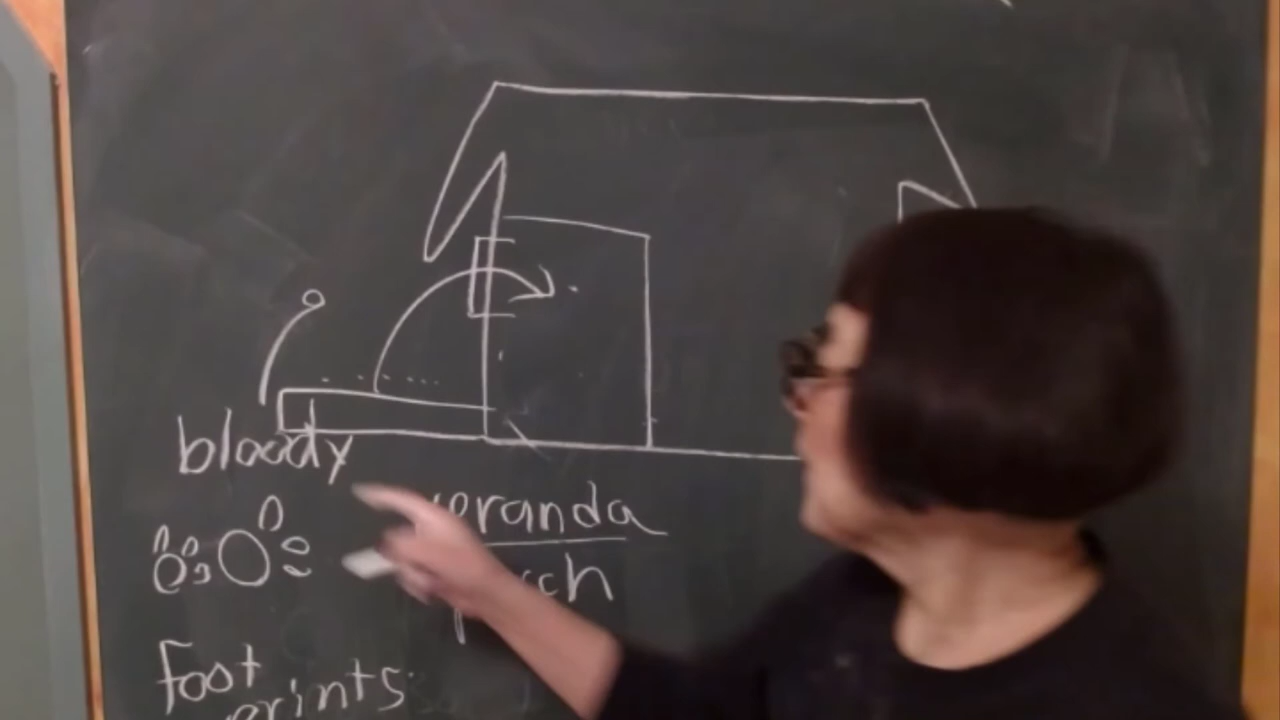 bloody
veranda
porch
foot
prints